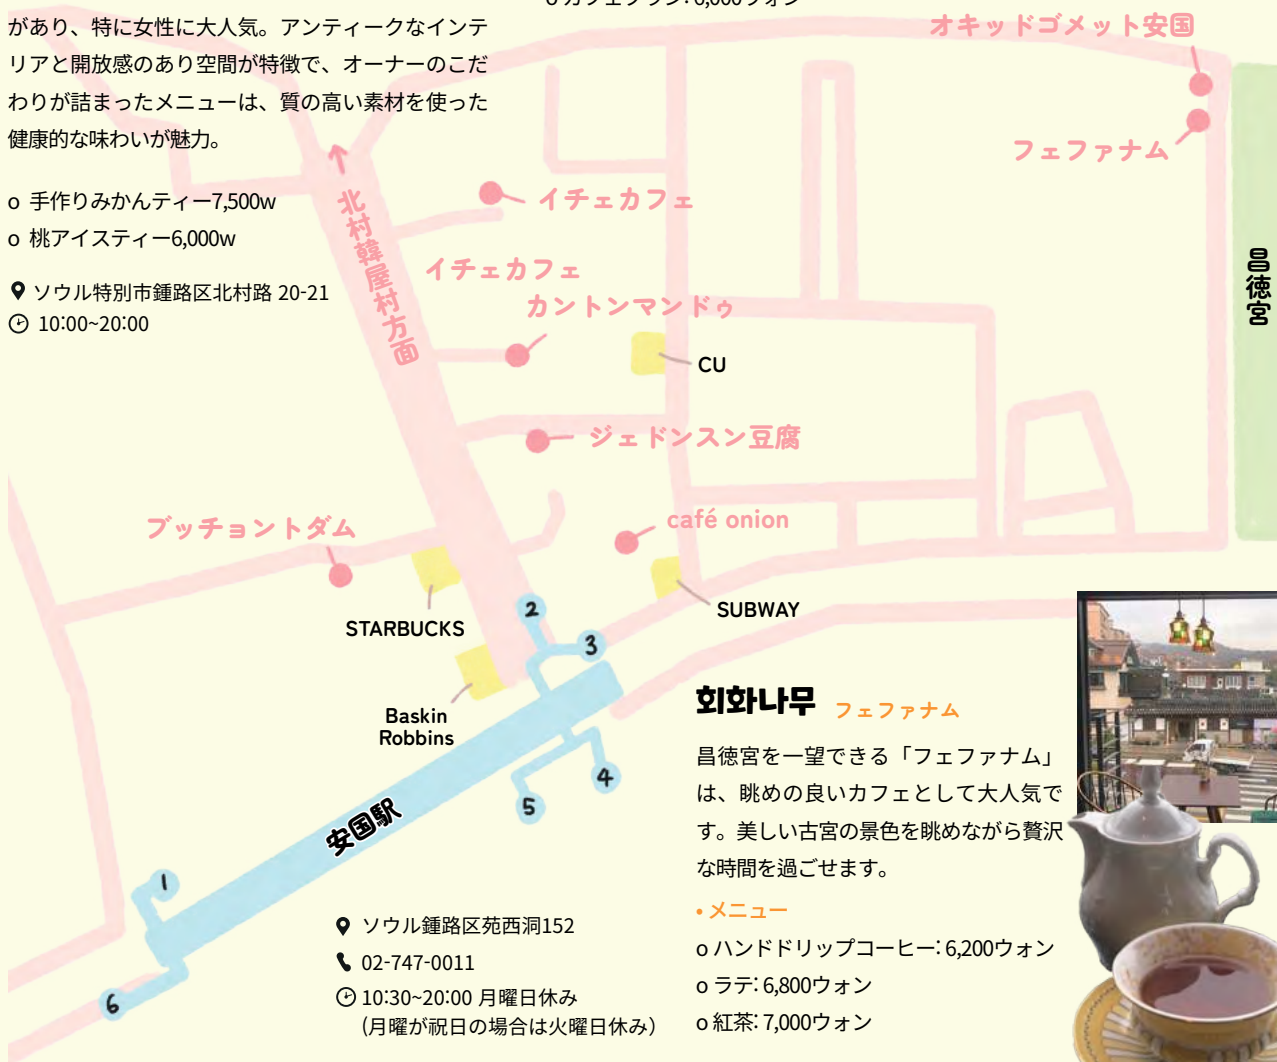 があり、特に女性に大人気。アンティークなインテ
リアと開放感のあり空間が特徴で、オーナーのこだ
わりが詰まったメニューは、質の高い素材を使った
健康的な味わいが魅力。
o 手作りみかんティー7,500w
o 桃アイスティー6,000w
ソウル特別市鍾路区北村路 20-21
10:00~20:00
オキッドゴメット安国
フェファナム
昌徳宮
北村韓屋村方面
イチェカフェ
イチェカフェ
カントンマンドゥ
CU
ジェドンスン豆腐
café onion
ブッチョントダム
STARBUCKS
SUBWAY
Baskin
Robbins
2
3
4
5
安国駅
1
6
회화나무 フェファナム
昌徳宮を一望できる「フェファナム」
は、眺めの良いカフェとして大人気で
す。美しい古宮の景色を眺めながら贅沢
な時間を過ごせます。
• メニュー
o ハンドドリップコーヒー: 6,200ウォン
o ラテ: 6,800ウォン
o 紅茶: 7,000ウォン
ソウル鍾路区苑西洞152
02-747-0011
10:30~20:00 月曜日休み
(月曜が祝日の場合は火曜日休み）